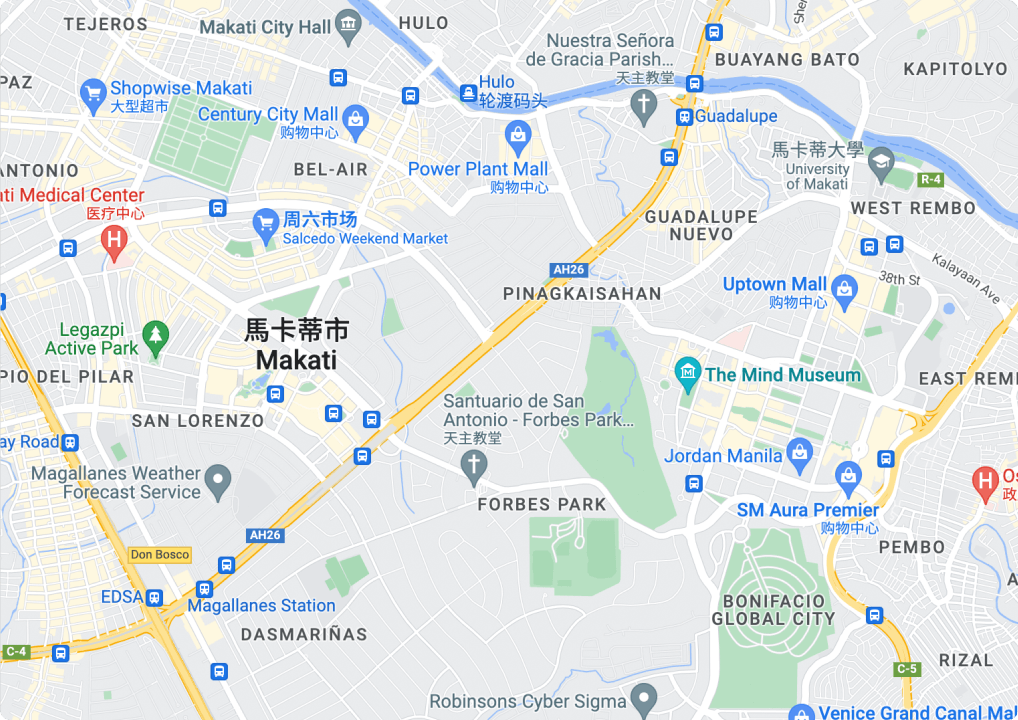 TEJEROS
Makati City Hall
HULO
Sher
Nuestra Señora
de Gracia Parish...
天主教堂
BUAYANG BATO
KAPITOLYO
PAZ
Shopwise Makati
大型超市
Hulo
轮渡码头
Century City Mall
购物中心
Guadalupe
Power Plant Mall
购物中心
馬卡蒂大學
University
of Makati
R-4
ANTONIO
BEL-AIR
ati Medical Center
医疗中心
周六市场
Salcedo Weekend Market
GUADALUPE
NUEVO
WEST REMBO
AH26
PINAGKAISAHAN
Uptown Mall
购物中心
38th St
Kalayaan Ave
Legazpi
Active Park
馬卡蒂市
Makati
PIO DEL PILAR
The Mind Museum
EAST REM
SAN LORENZO
Santuario de San
Antonio - Forbes Park...
天主教堂
ay Road
Magallanes Weather
Forecast Service
Jordan Manila
FORBES PARK
SM Aura Premier
购物中心
Os
政
AH26
Don Bosco
PEMBO
A
EDSA
Magallanes Station
BONIFACIO
GLOBAL CITY
DASMARIÑAS
C-4
C-5
RIZAL
Robinsons Cyber Sigma
Venice Grand Canal Mal